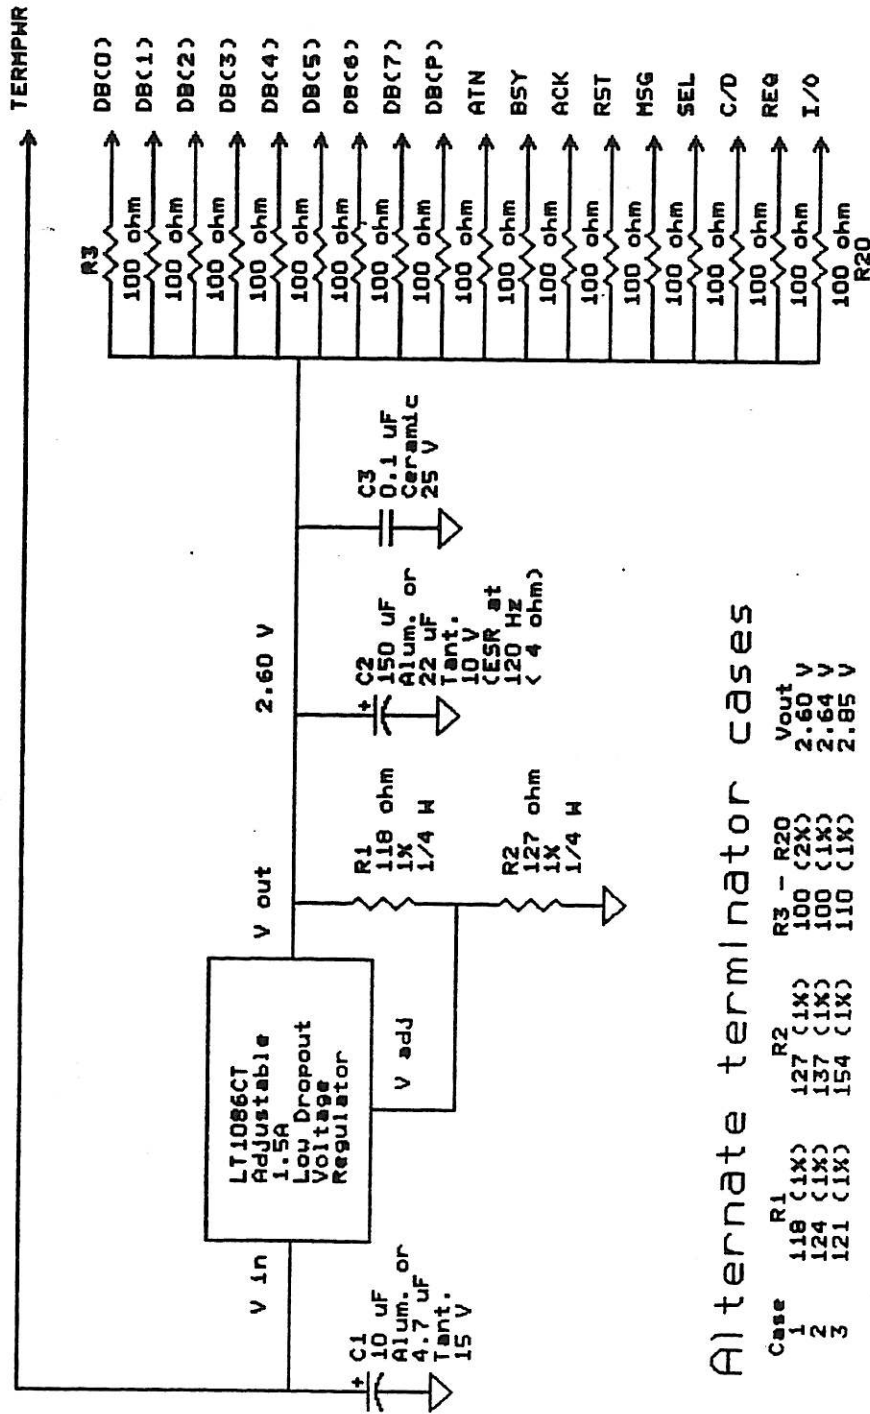 TERMPWR
R3
DB(0)
100 ohm
DB(1)
100 ohm
DB(2)
100 ohm
DB(3)
100 ohm
DB(4)
100 ohm
DB(5)
100 ohm
DB(6)
100 ohm
DB(7)
100 ohm
DB(P)
100 ohm
ATN
100 ohm
BSY
100 ohm
ACK
100 ohm
RST
100 ohm
MSG
100 ohm
SEL
100 ohm
C/D
100 ohm
REQ
100 ohm
I/O
100 ohm
R20
V in
LT1086CT
Adjustable
1.5A
Low Dropout
Voltage
Regulator
V out
V adj
2.60 V
+ C1
10 uF
Alum. or
4.7 uF
Tant.
15 V
R1
118 ohm
1%
1/4 W
R2
127 ohm
1%
1/4 W
+ C2
150 uF
Alum. or
22 uF
Tant.
10 V
(ESR at
120 Hz
< 4 ohm)
C3
0.1 uF
Ceramic
25 V
Alternate terminator cases
Case R1 R2 R3 - R20 Vout
1 118 (1%) 127 (1%) 100 (2%) 2.60 V
2 124 (1%) 137 (1%) 100 (1%) 2.64 V
3 121 (1%) 154 (1%) 110 (1%) 2.85 V